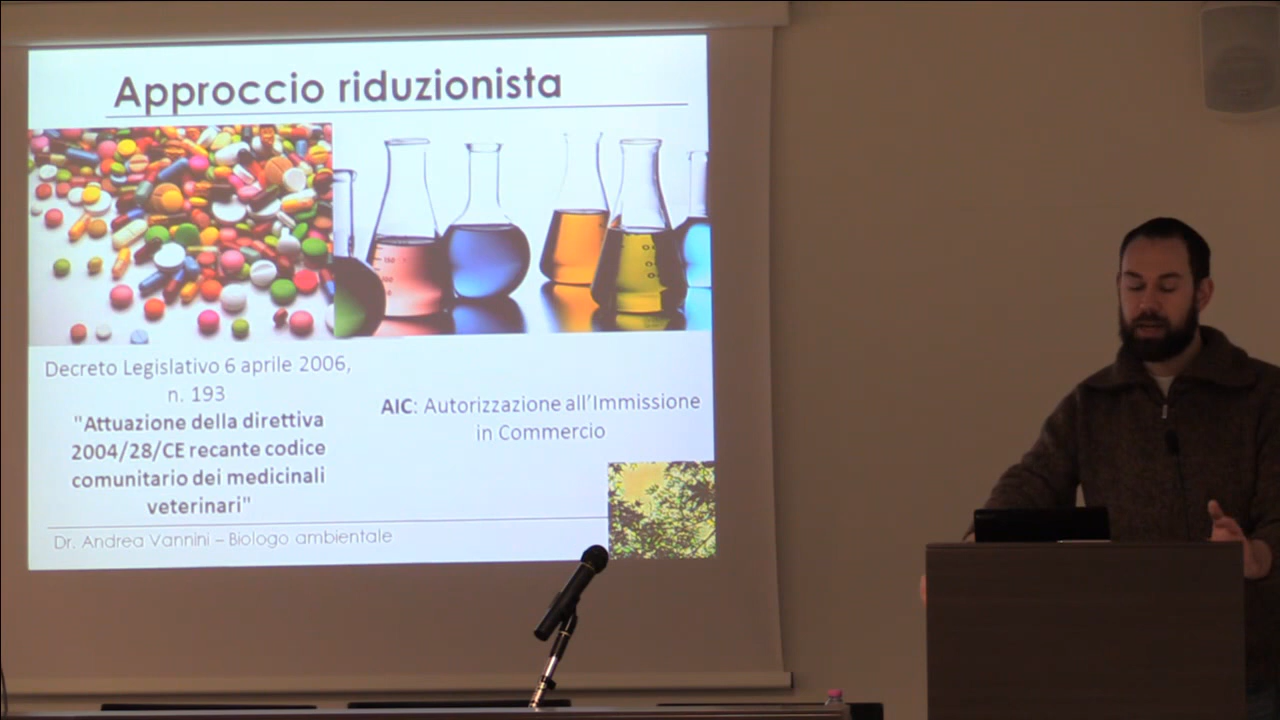 Approccio riduzionista
Decreto Legislativo 6 aprile 2006,
n. 193
"Attuazione della direttiva
2004/28/CE recante codice
comunitario dei medicinali
veterinari"
AIC: Autorizzazione all'Immissione
in Commercio
Dr. Andrea Vannini – Biologo ambientale